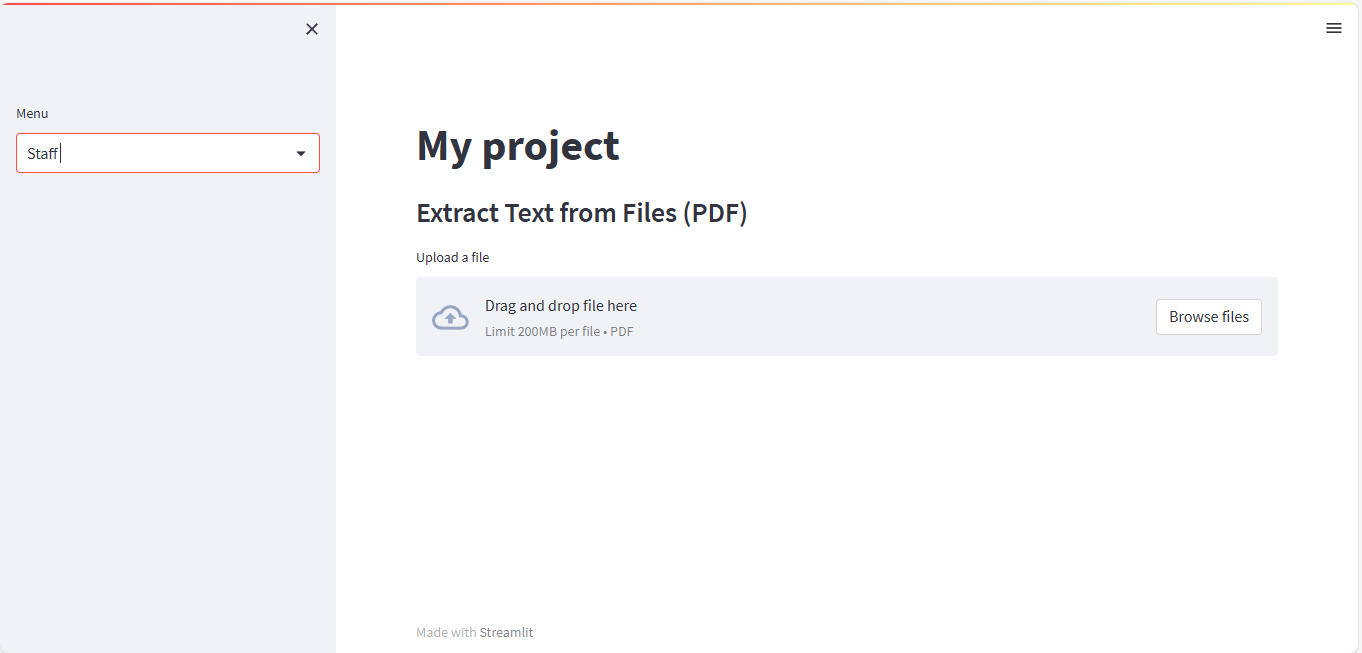 Menu
Staff
My project
Extract Text from Files (PDF)
Upload a file
Drag and drop file here
Limit 200MB per file • PDF
Browse files
Made with Streamlit